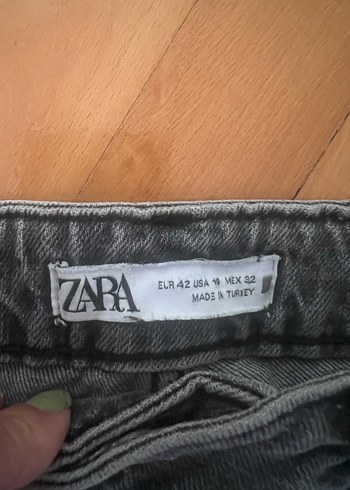 ZARA
EUR 42 USA 10 MEX 32
MADE IN TURKEY